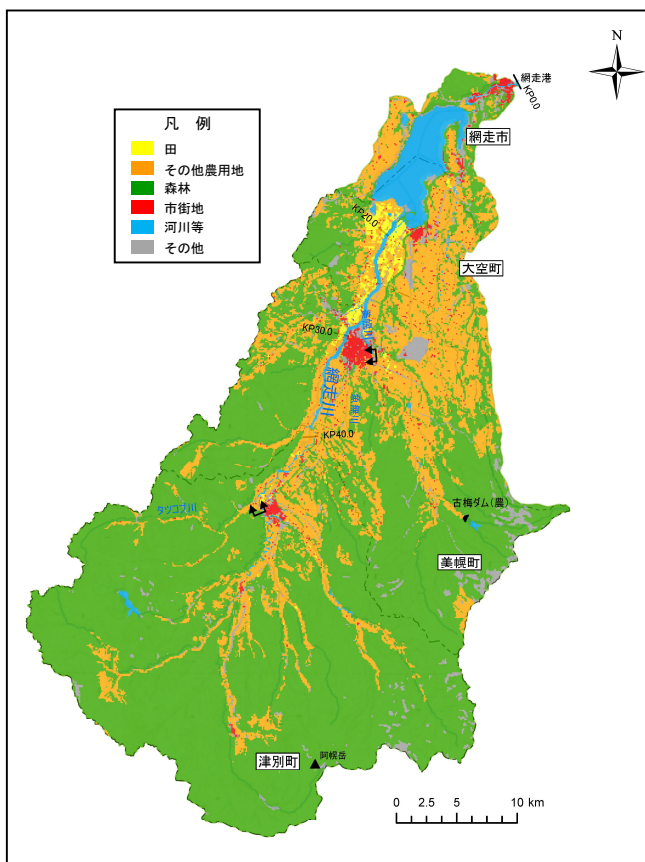 N
網走港
KP0.0
凡 例
田
その他農用地
森林
市街地
河川等
その他
網走市
KP20.0
大空町
KP30.0
網走川
KP40.0
タツコブ川
古梅ダム(農)
美幌町
津別町
阿幌岳
0 2.5 5 10 km